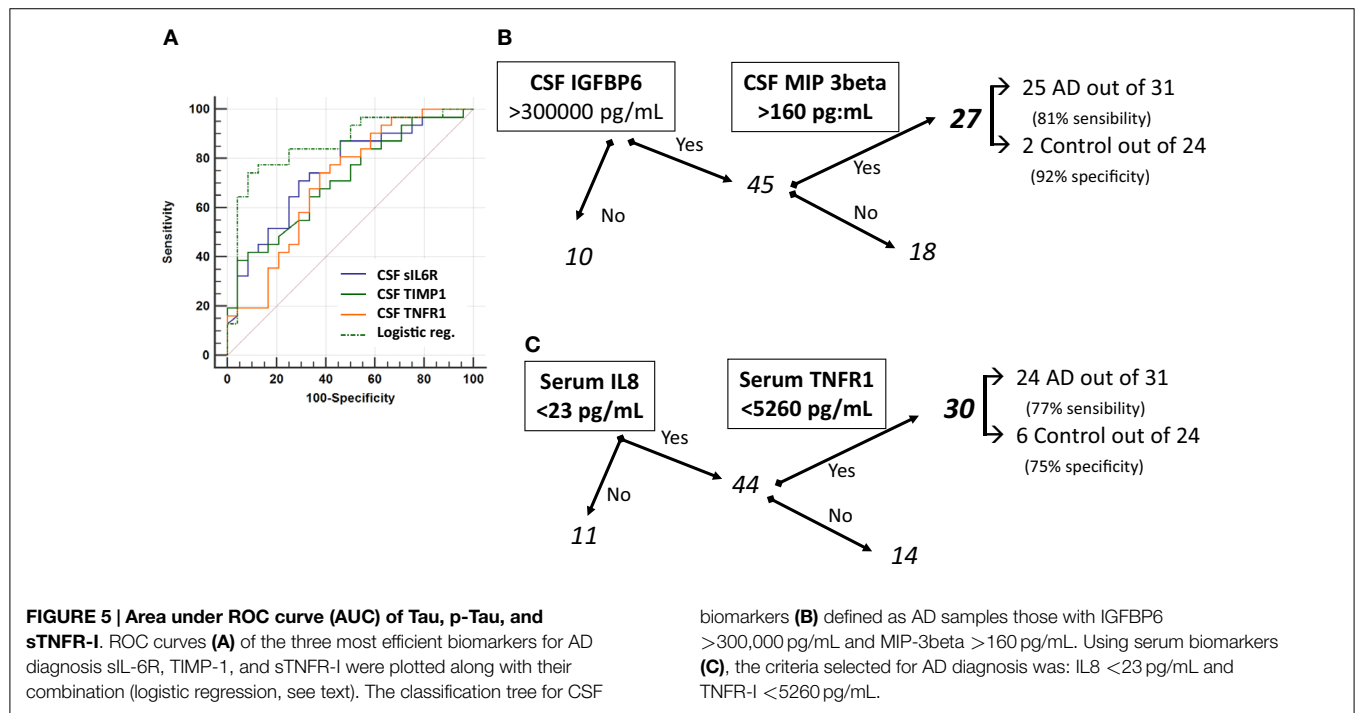 A
100
80
60
40
20
0
Sensitivity
0 20 40 60 80 100
100-Specificity
CSF sIL6R
CSF TIMP1
CSF TNFR1
Logistic reg.
B
CSF IGFBP6
>300000 pg/mL
CSF MIP 3beta
>160 pg:mL
Yes
No
10
45
Yes
No
18
27
25 AD out of 31
(81% sensibility)
2 Control out of 24
(92% specificity)
C
Serum IL8
<23 pg/mL
Serum TNFR1
<5260 pg/mL
Yes
No
11
44
Yes
No
14
30
24 AD out of 31
(77% sensibility)
6 Control out of 24
(75% specificity)
FIGURE 5 | Area under ROC curve (AUC) of Tau, p-Tau, and
sTNFR-I. ROC curves (A) of the three most efficient biomarkers for AD
diagnosis sIL-6R, TIMP-1, and sTNFR-I were plotted along with their
combination (logistic regression, see text). The classification tree for CSF
biomarkers (B) defined as AD samples those with IGFBP6
>300,000 pg/mL and MIP-3beta >160 pg/mL. Using serum biomarkers
(C), the criteria selected for AD diagnosis was: IL8 <23 pg/mL and
TNFR-I <5260 pg/mL.